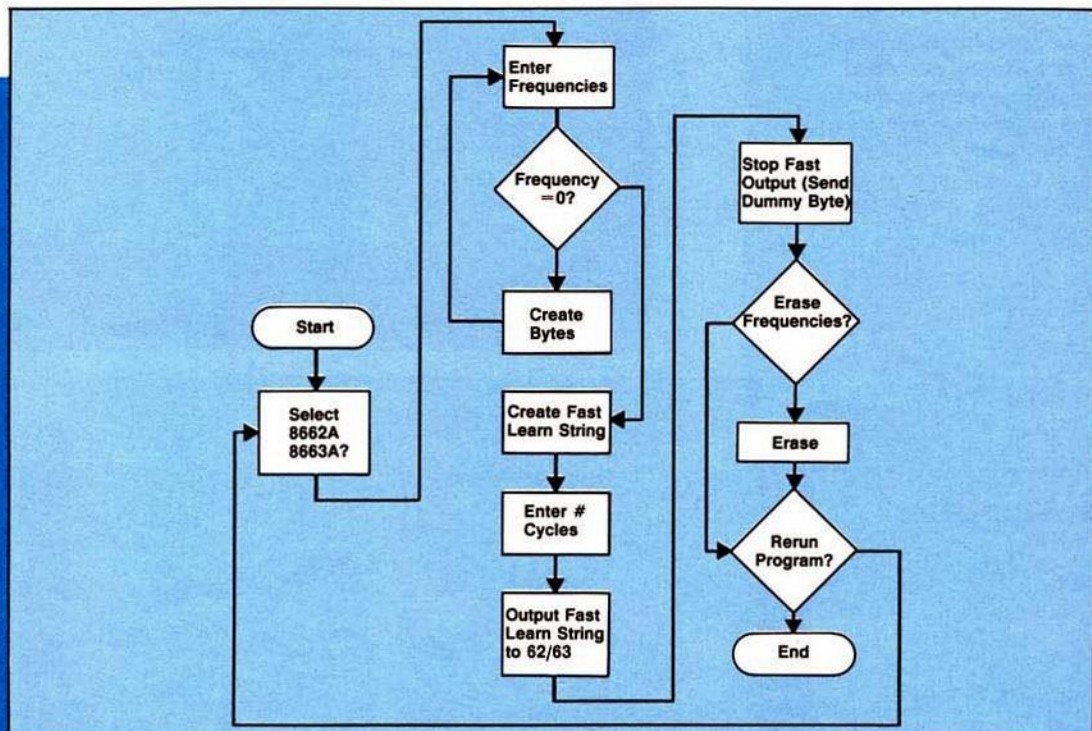 Start
Select
8662A
8663A?
Enter
Frequencies
Frequency
=0?
Create
Bytes
Create Fast
Learn String
Enter #
Cycles
Output Fast
Learn String
to 62/63
Stop Fast
Output (Send
Dummy Byte)
Erase
Frequencies?
Erase
Rerun
Program?
End